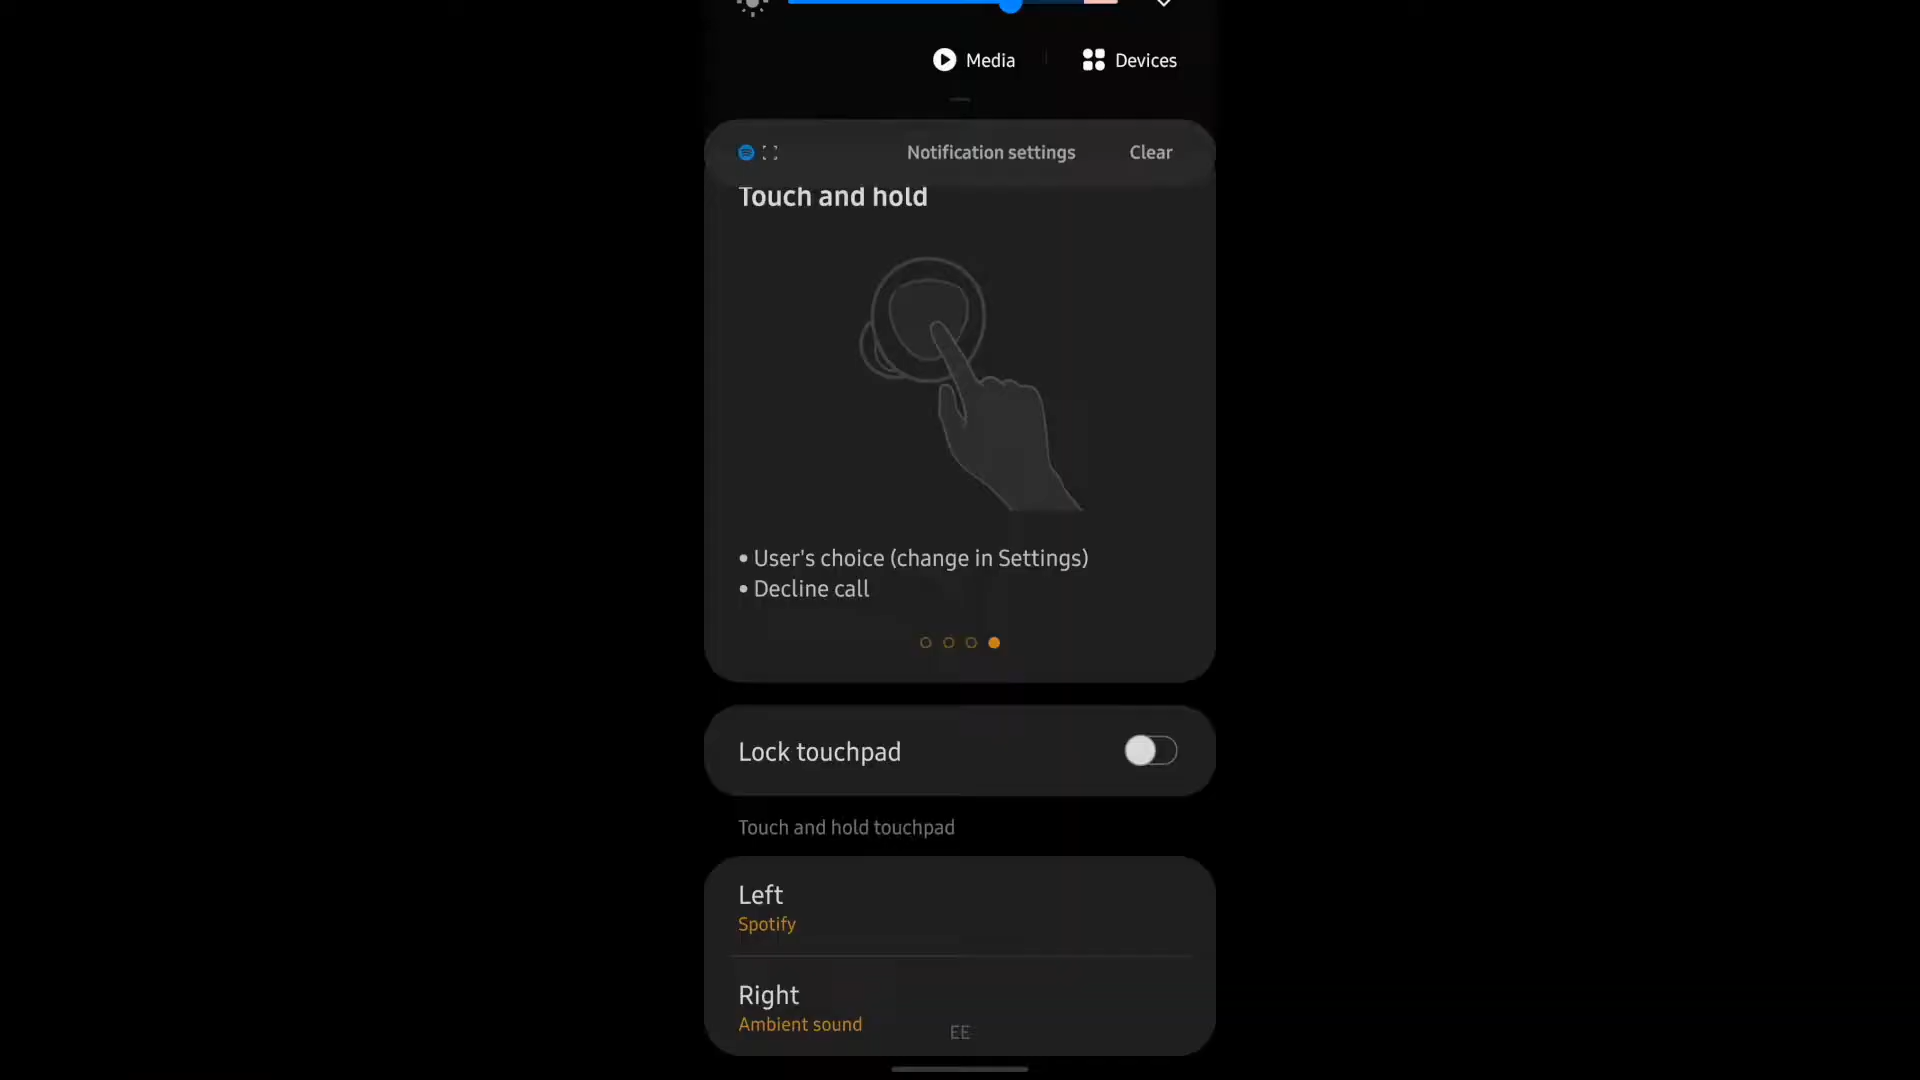 Media
Devices
Notification settings
Clear
Touch and hold
• User's choice (change in Settings)
• Decline call
Lock touchpad
Touch and hold touchpad
Left
Spotify
Right
Ambient sound
EE